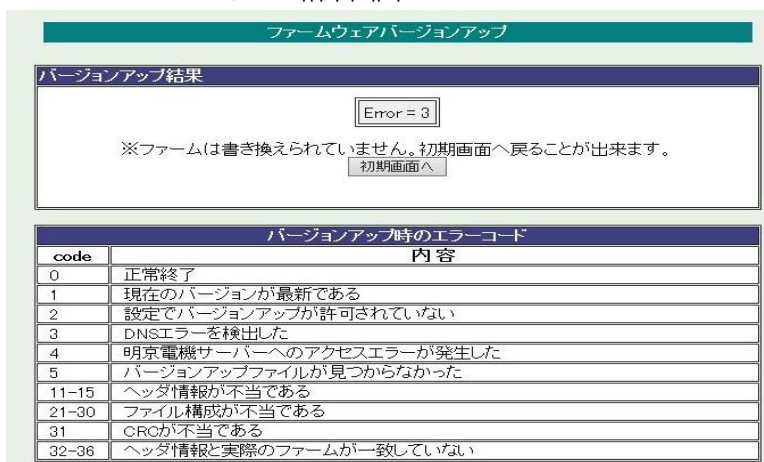 ファームウェアバージョンアップ
バージョンアップ結果
Error = 3
※ファームは書き換えられていません。初期画面へ戻ることが出来ます。
初期画面へ
バージョンアップ時のエラーコード
code 内 容
0 正常終了
1 現在のバージョンが最新である
2 設定でバージョンアップが許可されていない
3 DNSエラーを検出した
4 明京電機サーバーへのアクセスエラーが発生した
5 バージョンアップファイルが見つからなかった
11-15 ヘッダ情報が不当である
21-30 ファイル構成が不当である
31 CRCが不当である
32-36 ヘッダ情報と実際のファームが一致していない